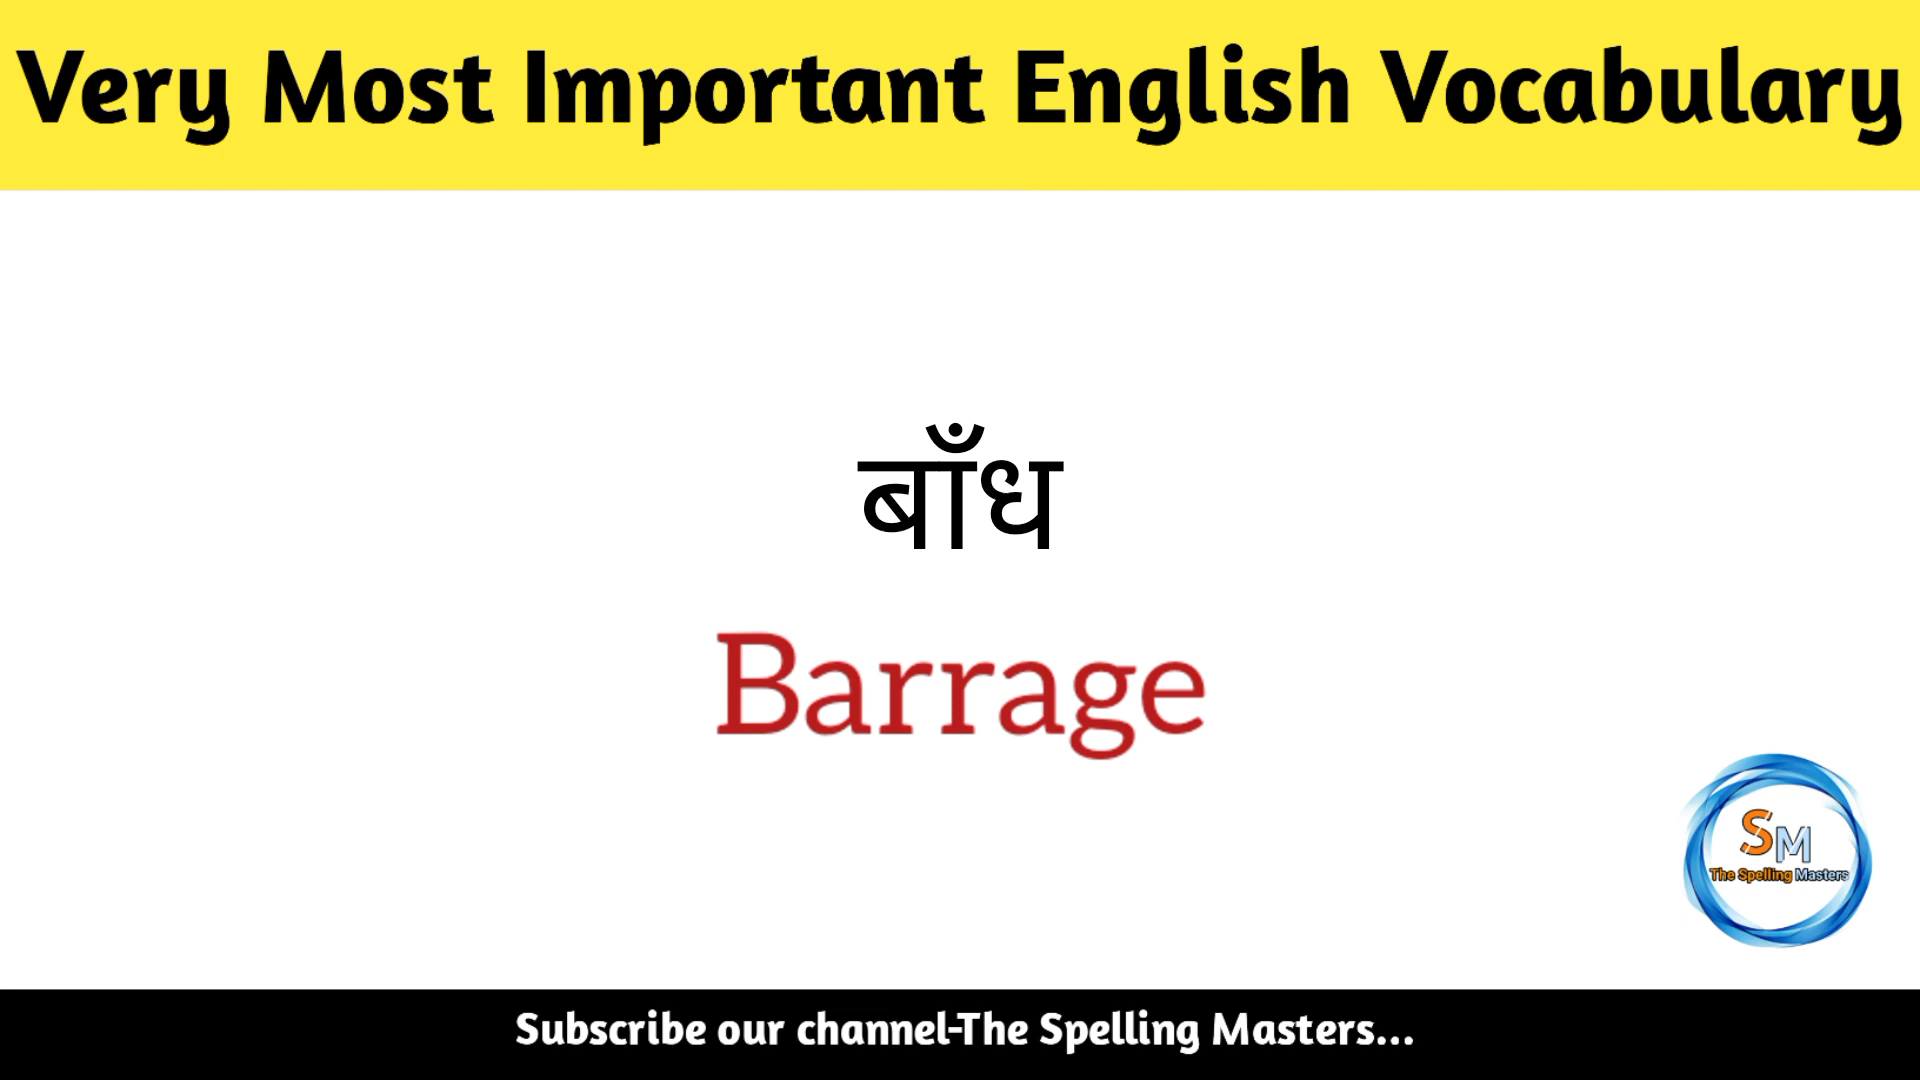 Very Most Important English Vocabulary
बाँध
Barrage
SM
The Spelling Masters
Subscribe our channel-The Spelling Masters...